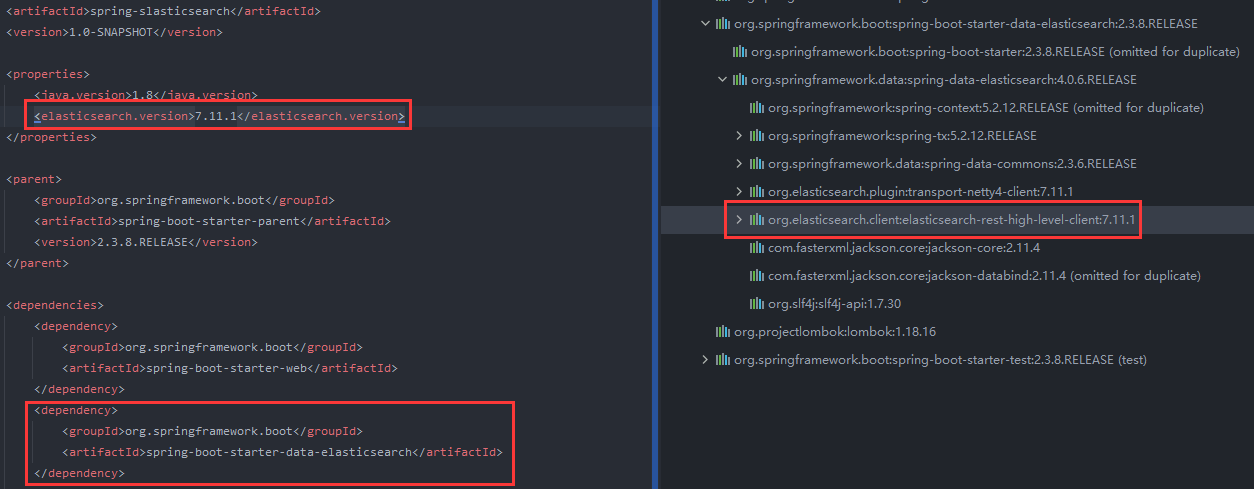 <artifactId>spring-slasticsearch</artifactId>
<version>1.0-SNAPSHOT</version>
<properties>
<java.version>1.8</java.version>
<elasticsearch.version>7.11.1</elasticsearch.version>
</properties>
<parent>
<groupId>org.springframework.boot</groupId>
<artifactId>spring-boot-starter-parent</artifactId>
<version>2.3.8.RELEASE</version>
</parent>
<dependencies>
<dependency>
<groupId>org.springframework.boot</groupId>
<artifactId>spring-boot-starter-web</artifactId>
</dependency>
<dependency>
<groupId>org.springframework.boot</groupId>
<artifactId>spring-boot-starter-data-elasticsearch</artifactId>
</dependency>
org.springframework.boot:spring-boot-starter-data-elasticsearch:2.3.8.RELEASE
org.springframework.boot:spring-boot-starter:2.3.8.RELEASE (omitted for duplicate)
org.springframework.data:spring-data-elasticsearch:4.0.6.RELEASE
org.springframework:spring-context:5.2.12.RELEASE (omitted for duplicate)
org.springframework:spring-tx:5.2.12.RELEASE
org.springframework.data:spring-data-commons:2.3.6.RELEASE
org.elasticsearch.plugin:transport-netty4-client:7.11.1
org.elasticsearch.client:elasticsearch-rest-high-level-client:7.11.1
com.fasterxml.jackson.core:jackson-core:2.11.4
com.fasterxml.jackson.core:jackson-databind:2.11.4 (omitted for duplicate)
org.slf4j:slf4j-api:1.7.30
org.projectlombok:lombok:1.18.16
org.springframework.boot:spring-boot-starter-test:2.3.8.RELEASE (test)